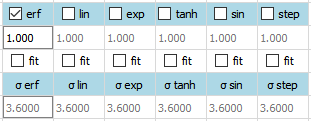 erf lin exp tanh sin step
1.000 1.000 1.000 1.000 1.000 1.000
fit fit fit fit fit fit
σ erf σ lin σ exp σ tanh σ sin σ step
3.6000 3.6000 3.6000 3.6000 3.6000 3.6000